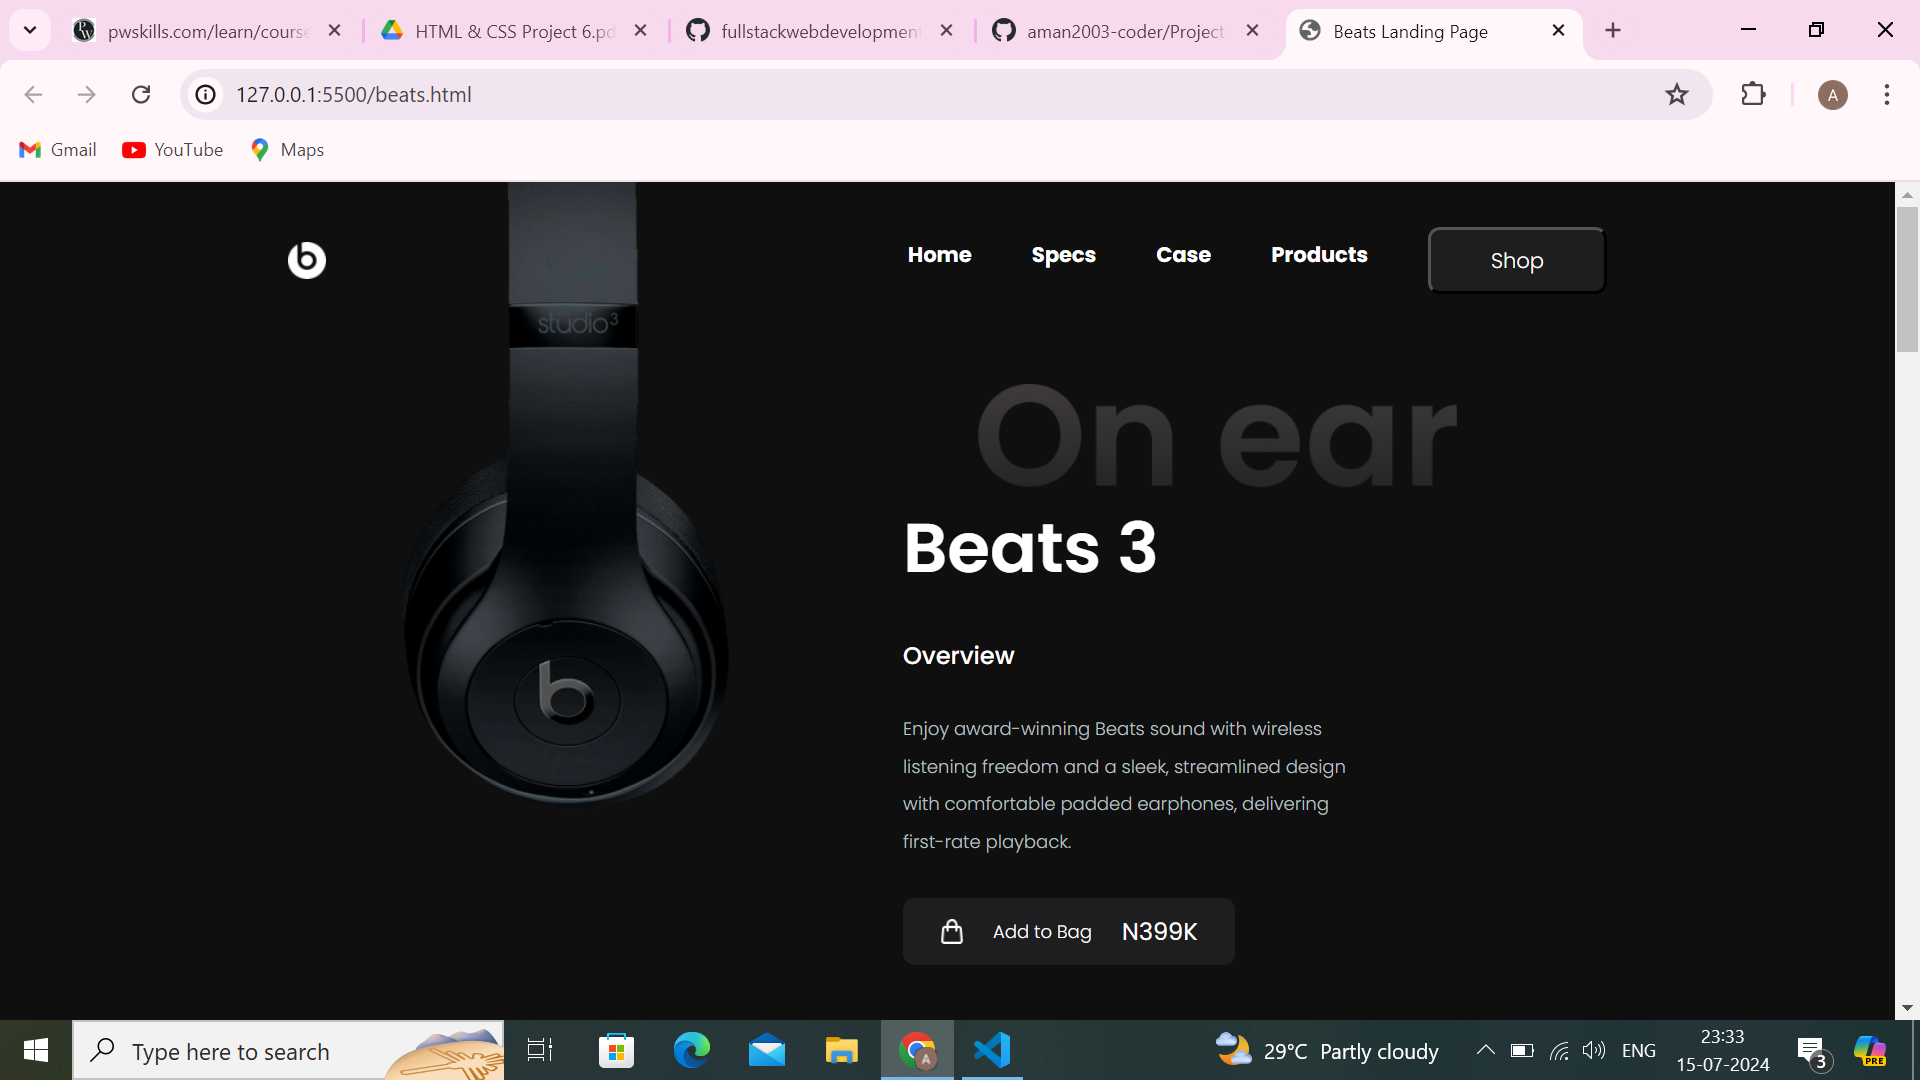 pwskills.com/learn/course
HTML & CSS Project 6.pd
fullstackwebdevelopment
aman2003-coder/Project
Beats Landing Page
127.0.0.1:5500/beats.html
A
Gmail
YouTube
Maps
Home
Specs
Case
Products
Shop
studio³
On ear
Beats 3
Overview
Enjoy award-winning Beats sound with wireless
listening freedom and a sleek, streamlined design
with comfortable padded earphones, delivering
first-rate playback.
Add to Bag N399K
Type here to search
A
29°C Partly cloudy
ENG
23:33
15-07-2024
3
PRE